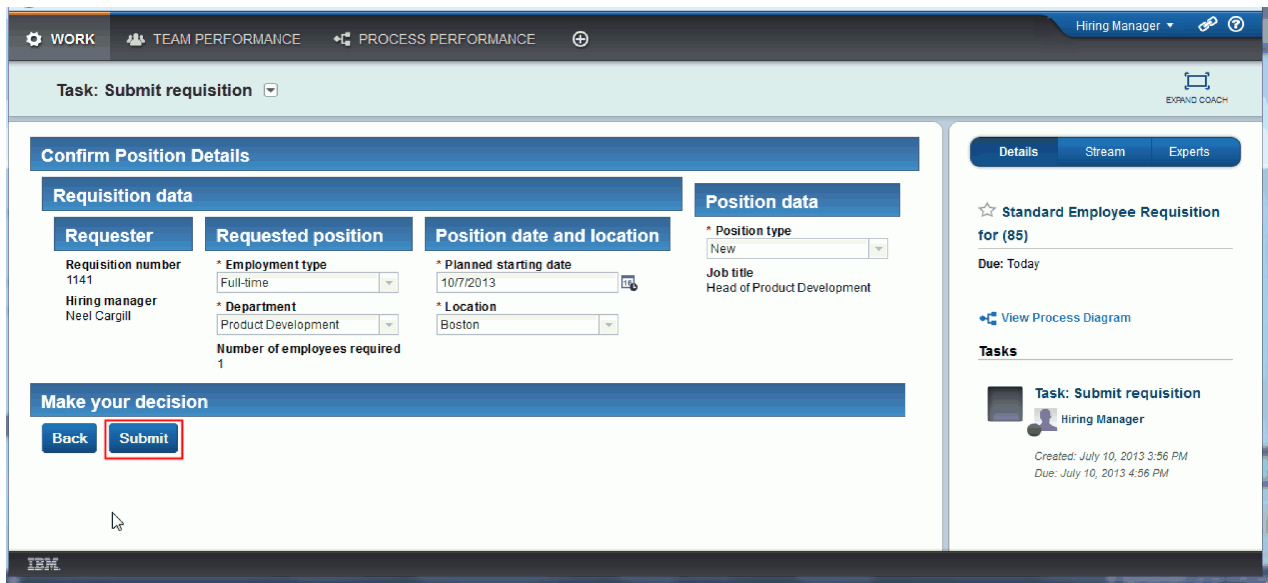 WORK TEAM PERFORMANCE PROCESS PERFORMANCE Hiring Manager
Task: Submit requisition
EXPAND COACH
Confirm Position Details
Requisition data
Requester
Requisition number
1141
Hiring manager
Neel Cargill
Requested position
* Employment type
Full-time
* Department
Product Development
Number of employees required
1
Position date and location
* Planned starting date
10/7/2013
* Location
Boston
Position data
* Position type
New
Job title
Head of Product Development
Make your decision
Back Submit
Details Stream Experts
Standard Employee Requisition
for (85)
Due: Today
View Process Diagram
Tasks
Task: Submit requisition
Hiring Manager
Created: July 10, 2013 3:56 PM
Due: July 10, 2013 4:56 PM
IBM.